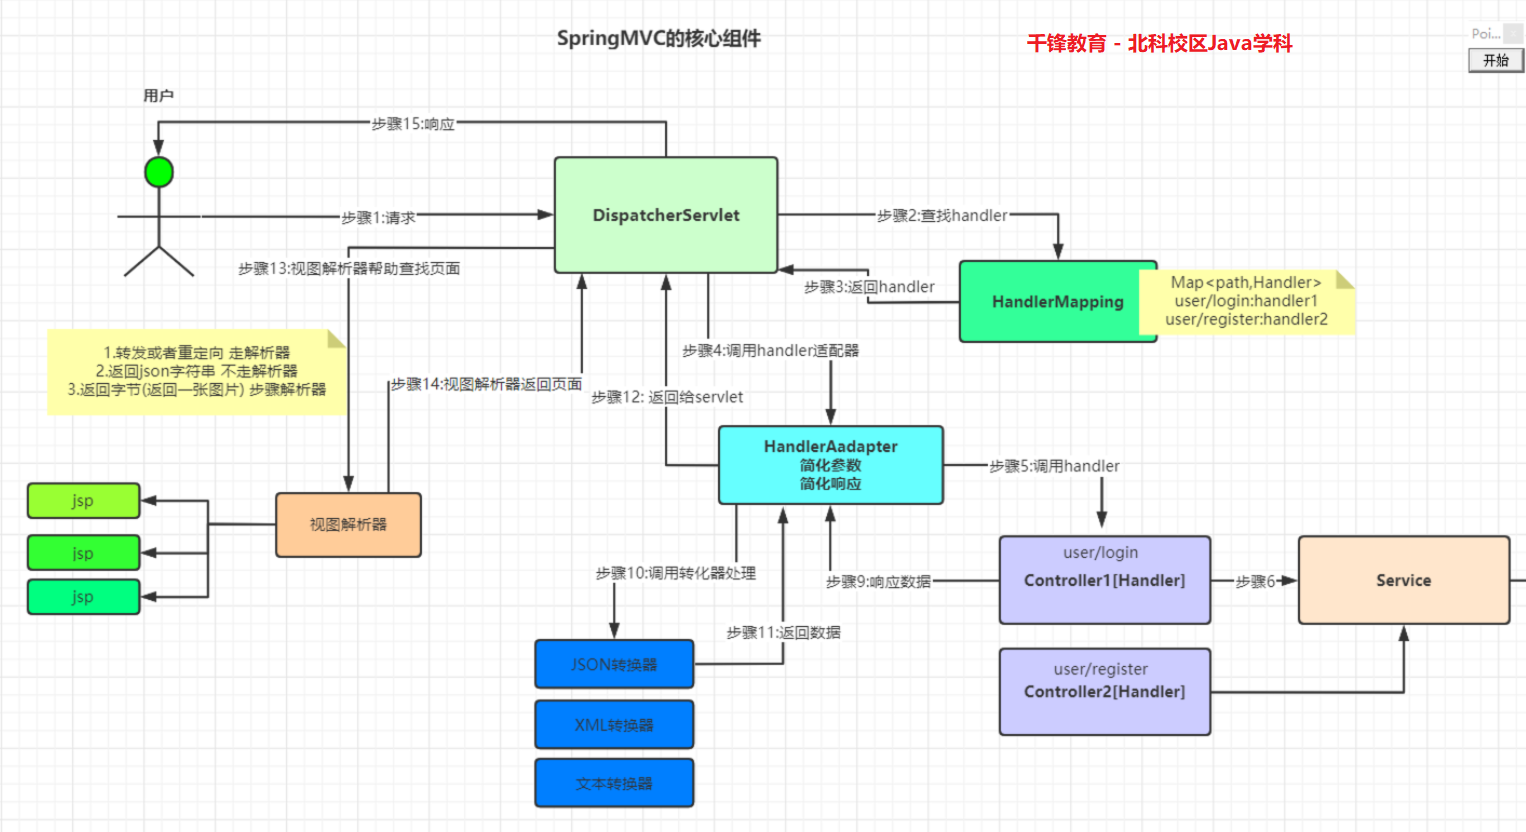 SpringMVC的核心组件
千锋教育 - 北科校区Java学科
Poi...
开始
用户
步骤15:响应
DispatcherServlet
步骤1:请求
步骤2:查找handler
步骤13:视图解析器帮助查找页面
步骤3:返回handler
HandlerMapping
Map<path,Handler>
user/login:handler1
user/register:handler2
1.转发或者重定向 走解析器
2.返回json字符串 不走解析器
3.返回字节(返回一张图片) 步骤解析器
步骤4:调用handler适配器
步骤14:视图解析器返回页面
步骤12: 返回给servlet
HandlerAadapter
简化参数
简化响应
步骤5:调用handler
jsp
jsp
jsp
视图解析器
步骤10:调用转化器处理
步骤9:响应数据
user/login
Controller1[Handler]
步骤6
Service
步骤11:返回数据
JSON转换器
XML转换器
文本转换器
user/register
Controller2[Handler]